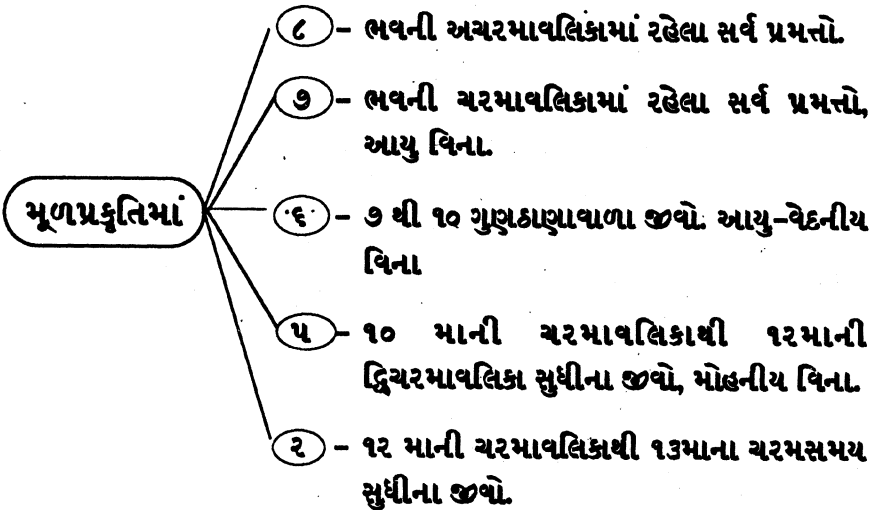 ૮ - ભવની અચરમાવલિકામાં રહેલા સર્વ પ્રમત્તો.
૭ - ભવની ચરમાવલિકામાં રહેલા સર્વ પ્રમત્તો,
આયુ વિના.
મૂળપ્રકૃતિમાં
૬ - ૭ થી ૧૦ ગુણઠાણાવાળા જીવો. આયુ-વેદનીય
વિના
૫ - ૧૦ માની ચરમાવલિકાથી ૧૨માની
દ્વિચરમાવલિકા સુધીના જીવો, મોહનીય વિના.
૨ - ૧૨ માની ચરમાવલિકાથી ૧૩માના ચરમસમય
સુધીના જીવો.